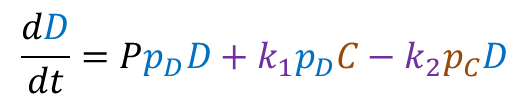 dD/dt = Pp_D D + k_1 p_D C − k_2 p_C D